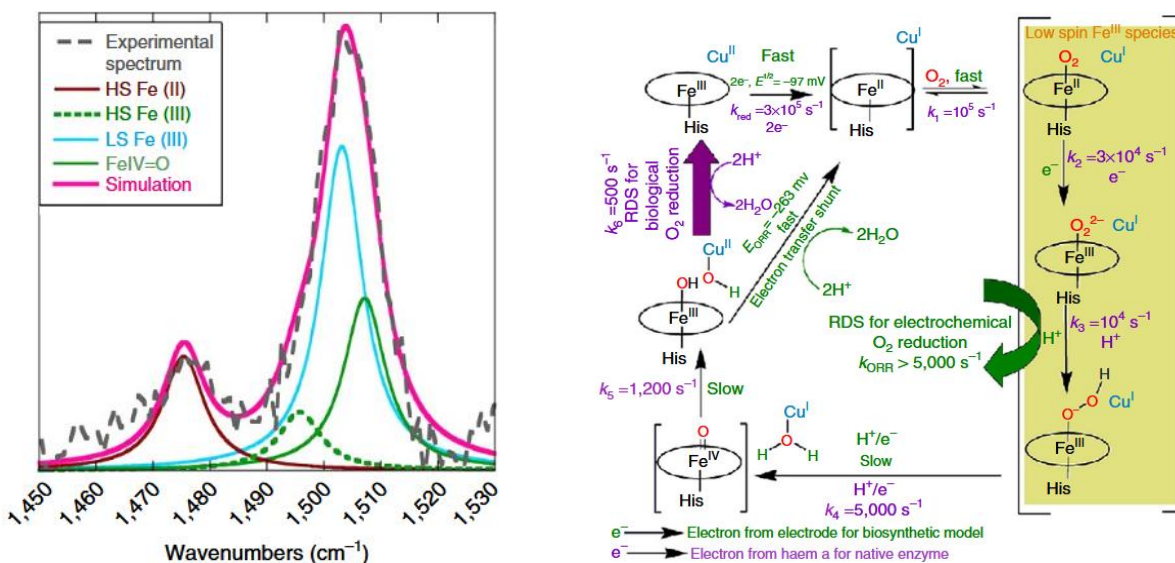 Experimental
spectrum
HS Fe (II)
HS Fe (III)
LS Fe (III)
FeIV=O
Simulation
1,450
1,460
1,470
1,480
1,490
1,500
1,510
1,520
1,530
Wavenumbers (cm⁻¹)
Low spin Feᴵᴵᴵ species
Cuᴵᴵ
Feᴵᴵᴵ
His
Fast
2e⁻, E¹ᐟ² = −97 mV
k_red = 3×10⁵ s⁻¹
2e⁻
Cuᴵ
Feᴵᴵ
His
O₂, fast
k₁ = 10⁵ s⁻¹
O₂ Cuᴵ
Feᴵᴵ
His
e⁻
k₂ = 3×10⁴ s⁻¹
e⁻
O₂²⁻ Cuᴵ
Feᴵᴵᴵ
His
k₃ = 10⁴ s⁻¹
H⁺
H⁺
RDS for electrochemical
O₂ reduction
k_ORR > 5,000 s⁻¹
H
O
O⁻
Cuᴵ
Feᴵᴵᴵ
His
H⁺/e⁻
Slow
H⁺/e⁻
k₄ = 5,000 s⁻¹
Cuᴵ
O
H H
O
Feᴵⱽ
His
k₅ = 1,200 s⁻¹
Slow
Cuᴵᴵ
OH O
H
Feᴵᴵᴵ
His
k₆ = 500 s⁻¹
RDS for
biological
O₂ reduction
2H⁺
2H₂O
E_ORR = −263 mv
fast
Electron transfer shunt
2H₂O
2H⁺
e⁻ Electron from electrode for biosynthetic model
e⁻ Electron from haem a for native enzyme